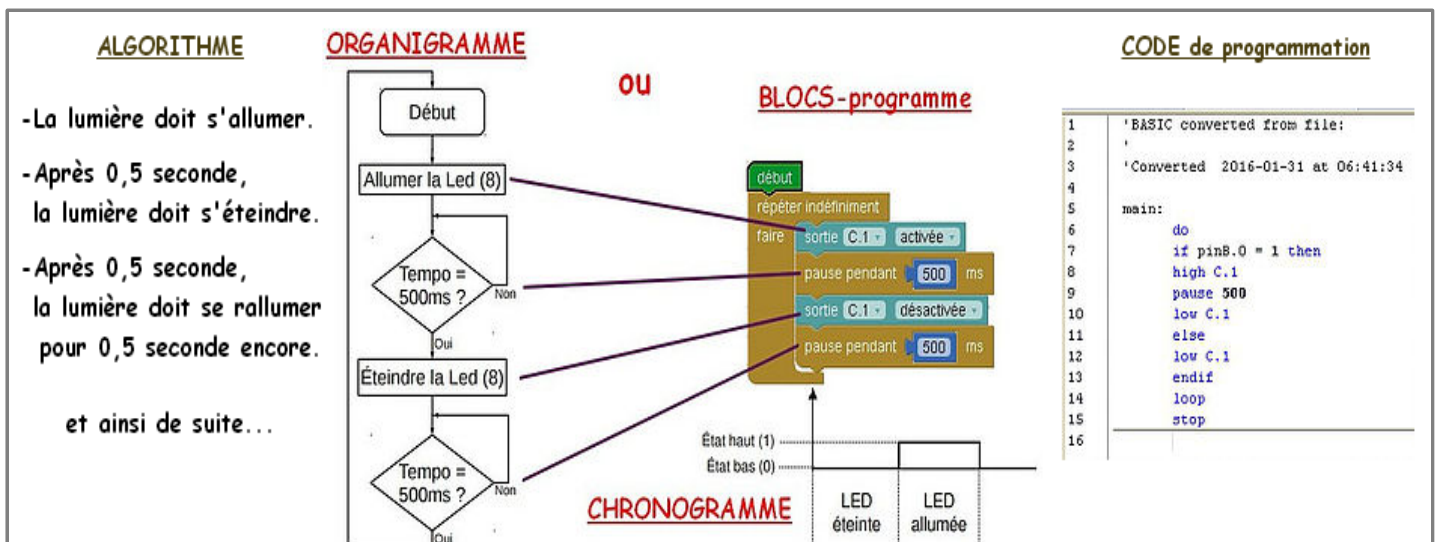 ALGORITHME
-La lumière doit s'allumer.
-Après 0,5 seconde,
la lumière doit s'éteindre.
-Après 0,5 seconde,
la lumière doit se rallumer
pour 0,5 seconde encore.
et ainsi de suite...
ORGANIGRAMME
Début
Allumer la Led (8)
Tempo =
500ms ?
Non
Oui
Éteindre la Led (8)
Tempo =
500ms ?
Non
Oui
ou
BLOCS-programme
début
répéter indéfiniment
faire sortie C.1 activée
pause pendant 500 ms
sortie C.1 désactivée
pause pendant 500 ms
État haut (1)
État bas (0)
CHRONOGRAMME
LED
éteinte
LED
allumée
CODE de programmation
1 'BASIC converted from file:
2 '
3 'Converted 2016-01-31 at 06:41:34
4
5 main:
6 do
7 if pinB.0 = 1 then
8 high C.1
9 pause 500
10 low C.1
11 else
12 low C.1
13 endif
14 loop
15 stop
16